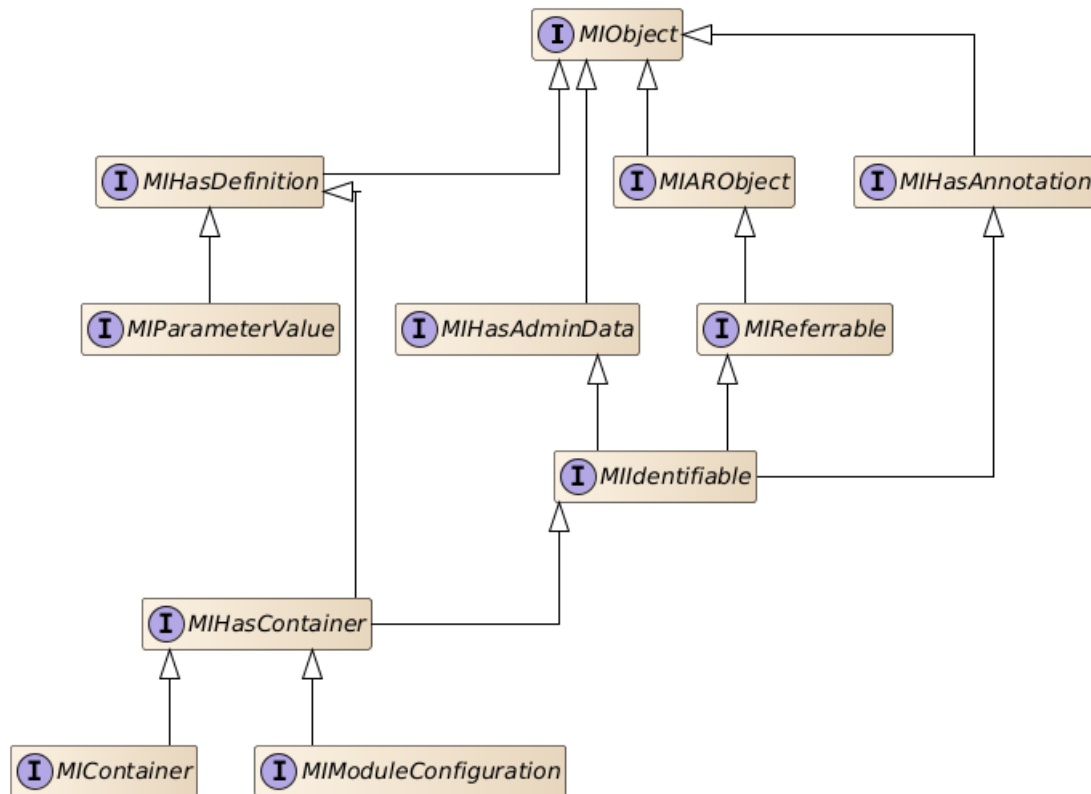 I MIObject
I MIHasDefinition
I MIARObject
I MIHasAnnotation
I MIParameterValue
I MIHasAdminData
I MIReferrable
I MIIdentifiable
I MIHasContainer
I MIContainer
I MIModuleConfiguration